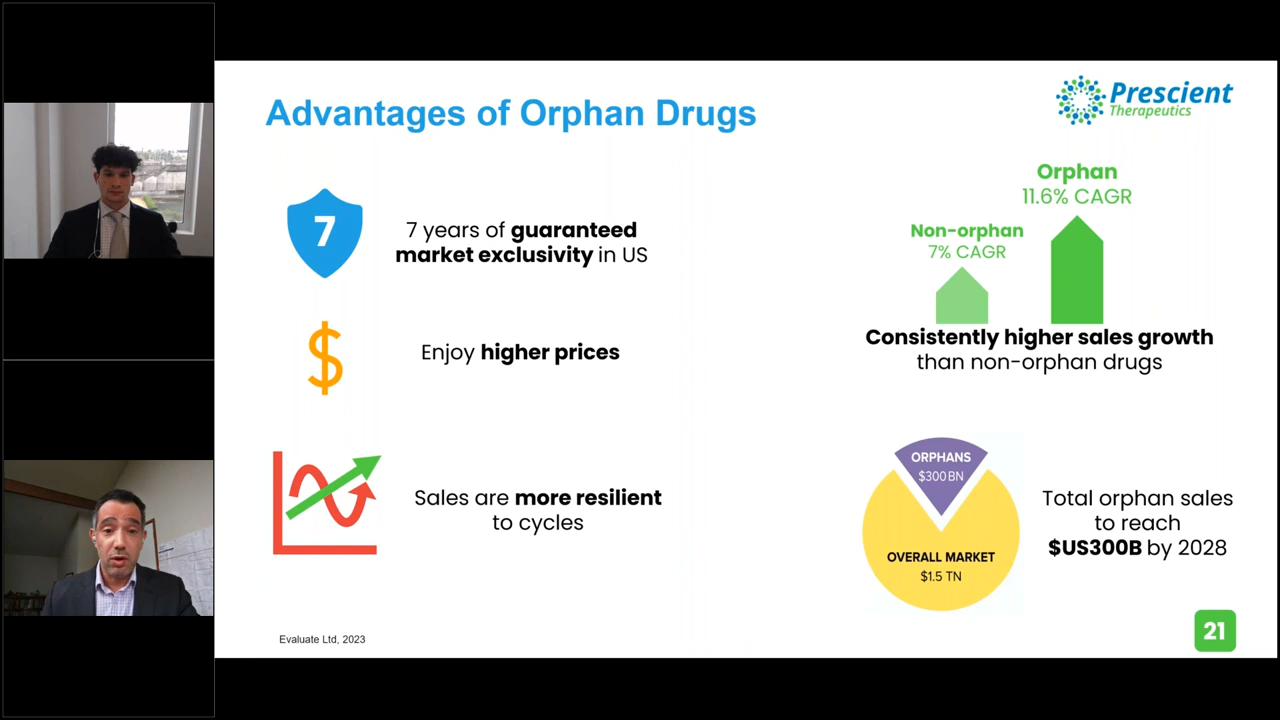 Advantages of Orphan Drugs
Prescient
Therapeutics
7
7 years of guaranteed
market exclusivity in US
Enjoy higher prices
Sales are more resilient
to cycles
Orphan
11.6% CAGR
Non-orphan
7% CAGR
Consistently higher sales growth
than non-orphan drugs
ORPHANS
$300BN
OVERALL MARKET
$1.5 TN
Total orphan sales
to reach
$US300B by 2028
Evaluate Ltd, 2023
21